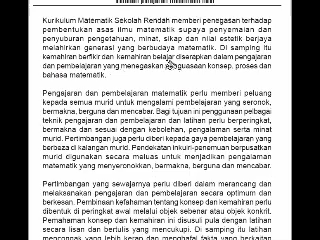 Kurikulum Matematik Sekolah Rendah memberi penegasan terhadap
pembentukan asas ilmu matematik supaya penyemaian dan
penyuburan pengetahuan, minat, sikap dan nilai estetik berjaya
melahirkan generasi yang berbudaya matematik. Di samping itu
kemahiran berfikir dan kemahiran belajar diserapkan dalam pengajaran
dan pembelajaran yang menegaskan penguasaan konsep, proses dan
bahasa matematik.
Pengajaran dan pembelajaran matematik perlu memberi peluang
kepada semua murid untuk mengalami pembelajaran yang seronok,
bermakna, berguna dan mencabar. Bagi tujuan ini penggunaan pelbagai
teknik pengajaran dan pembelajaran dan latihan perlu berperingkat,
bermakna dan sesuai dengan kebolehan, pengalaman serta minat
murid. Pertimbangan juga perlu diberi kepada gaya pembelajaran yang
berbeza di kalangan murid. Pendekatan inkuiri-penemuan berpusatkan
murid digunakan secara meluas untuk menjadikan pengalaman
matematik yang menyeronokkan, bermakna, berguna dan mencabar.
Pertimbangan yang sewajarnya perlu diberi dalam merancang dan
melaksanakan pengajaran dan pembelajaran secara optimum dan
berkesan. Pembinaan kefahaman tentang konsep dan kemahiran perlu
dibentuk di peringkat awal melalui objek sebenar atau objek konkril.
Pemahaman konsep dan kemahiran ini disusuli pula dengan latihan
secara lisan dan bertulis yang mencukupi. Di samping itu latihan
mencongak yang lebih kerap dan menghafal fakta yang berkaitan